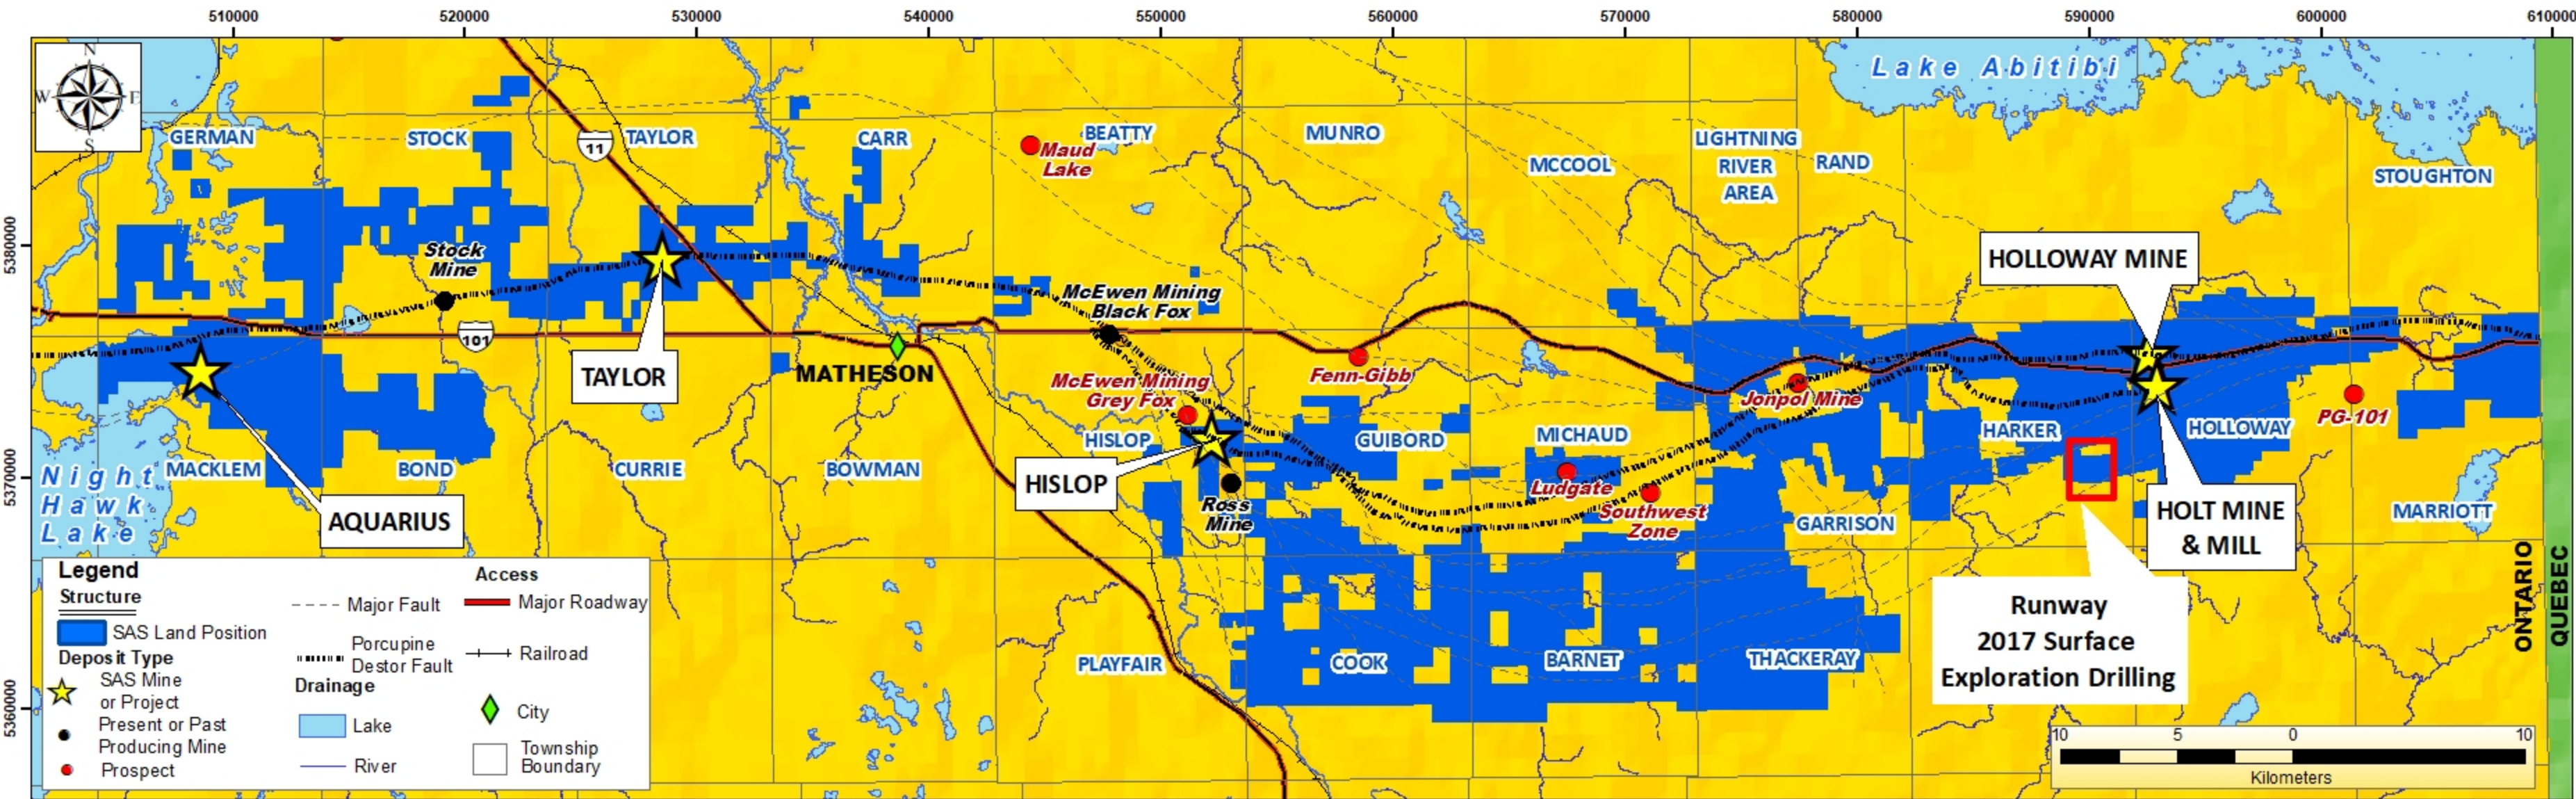 510000
520000
530000
540000
550000
560000
570000
580000
590000
600000
610000
5380000
5370000
5360000
N
W
E
S
GERMAN
STOCK
11
TAYLOR
CARR
Maud
Lake
BEATTY
MUNRO
MCCOOL
LIGHTNING
RIVER
AREA
RAND
Lake Abitibi
STOUGHTON
Stock
Mine
101
TAYLOR
MATHESON
McEwen Mining
Black Fox
McEwen Mining
Grey Fox
Fenn-Gibb
Jonpol Mine
HOLLOWAY MINE
PG-101
Night
Hawk
Lake
MACKLEM
AQUARIUS
BOND
CURRIE
BOWMAN
HISLOP
HISLOP
Ross
Mine
GUIBORD
MICHAUD
Ludgate
Southwest
Zone
GARRISON
HARKER
HOLLOWAY
HOLT MINE
& MILL
MARRIOTT
ONTARIO
QUEBEC
PLAYFAIR
COOK
BARNET
THACKERAY
Runway
2017 Surface
Exploration Drilling
Legend
Structure
SAS Land Position
Deposit Type
SAS Mine
or Project
Present or Past
Producing Mine
Prospect
Major Fault
Porcupine
Destor Fault
Drainage
Lake
River
Access
Major Roadway
Railroad
City
Township
Boundary
10 5 0 10
Kilometers